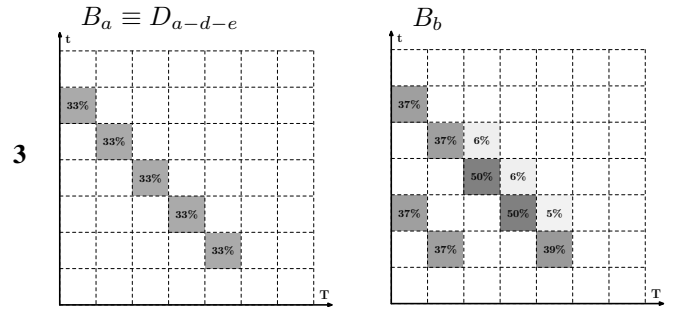 B_a ≡ D_{a−d−e} B_b
t t
33% 37%
33% 37% 6%
3 33% 50% 6%
33% 37% 50% 5%
33% 37% 39%
T T